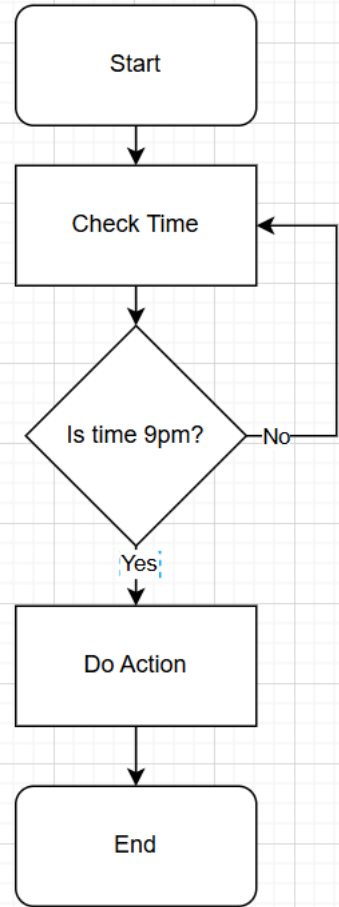 Start
Check Time
Is time 9pm?
No
Yes
Do Action
End